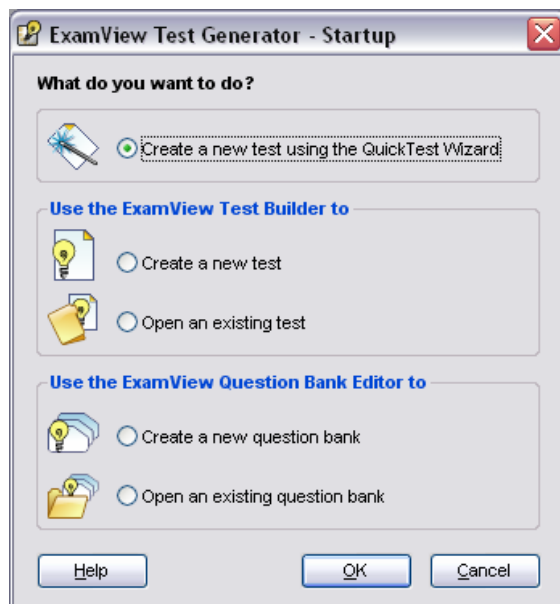 ExamView Test Generator - Startup
What do you want to do?
Create a new test using the QuickTest Wizard
Use the ExamView Test Builder to
Create a new test
Open an existing test
Use the ExamView Question Bank Editor to
Create a new question bank
Open an existing question bank
Help
OK
Cancel